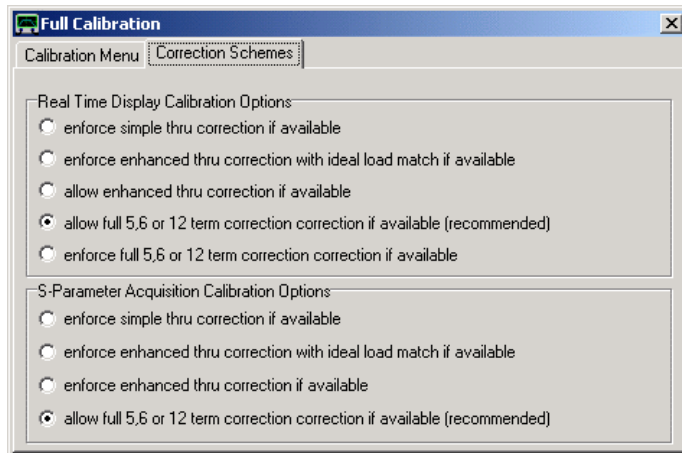 Full Calibration
Calibration Menu Correction Schemes
Real Time Display Calibration Options
enforce simple thru correction if available
enforce enhanced thru correction with ideal load match if available
allow enhanced thru correction if available
allow full 5,6 or 12 term correction correction if available (recommended)
enforce full 5,6 or 12 term correction correction if available
S-Parameter Acquisition Calibration Options
enforce simple thru correction if available
enforce enhanced thru correction with ideal load match if available
enforce enhanced thru correction if available
allow full 5,6 or 12 term correction correction if available (recommended)